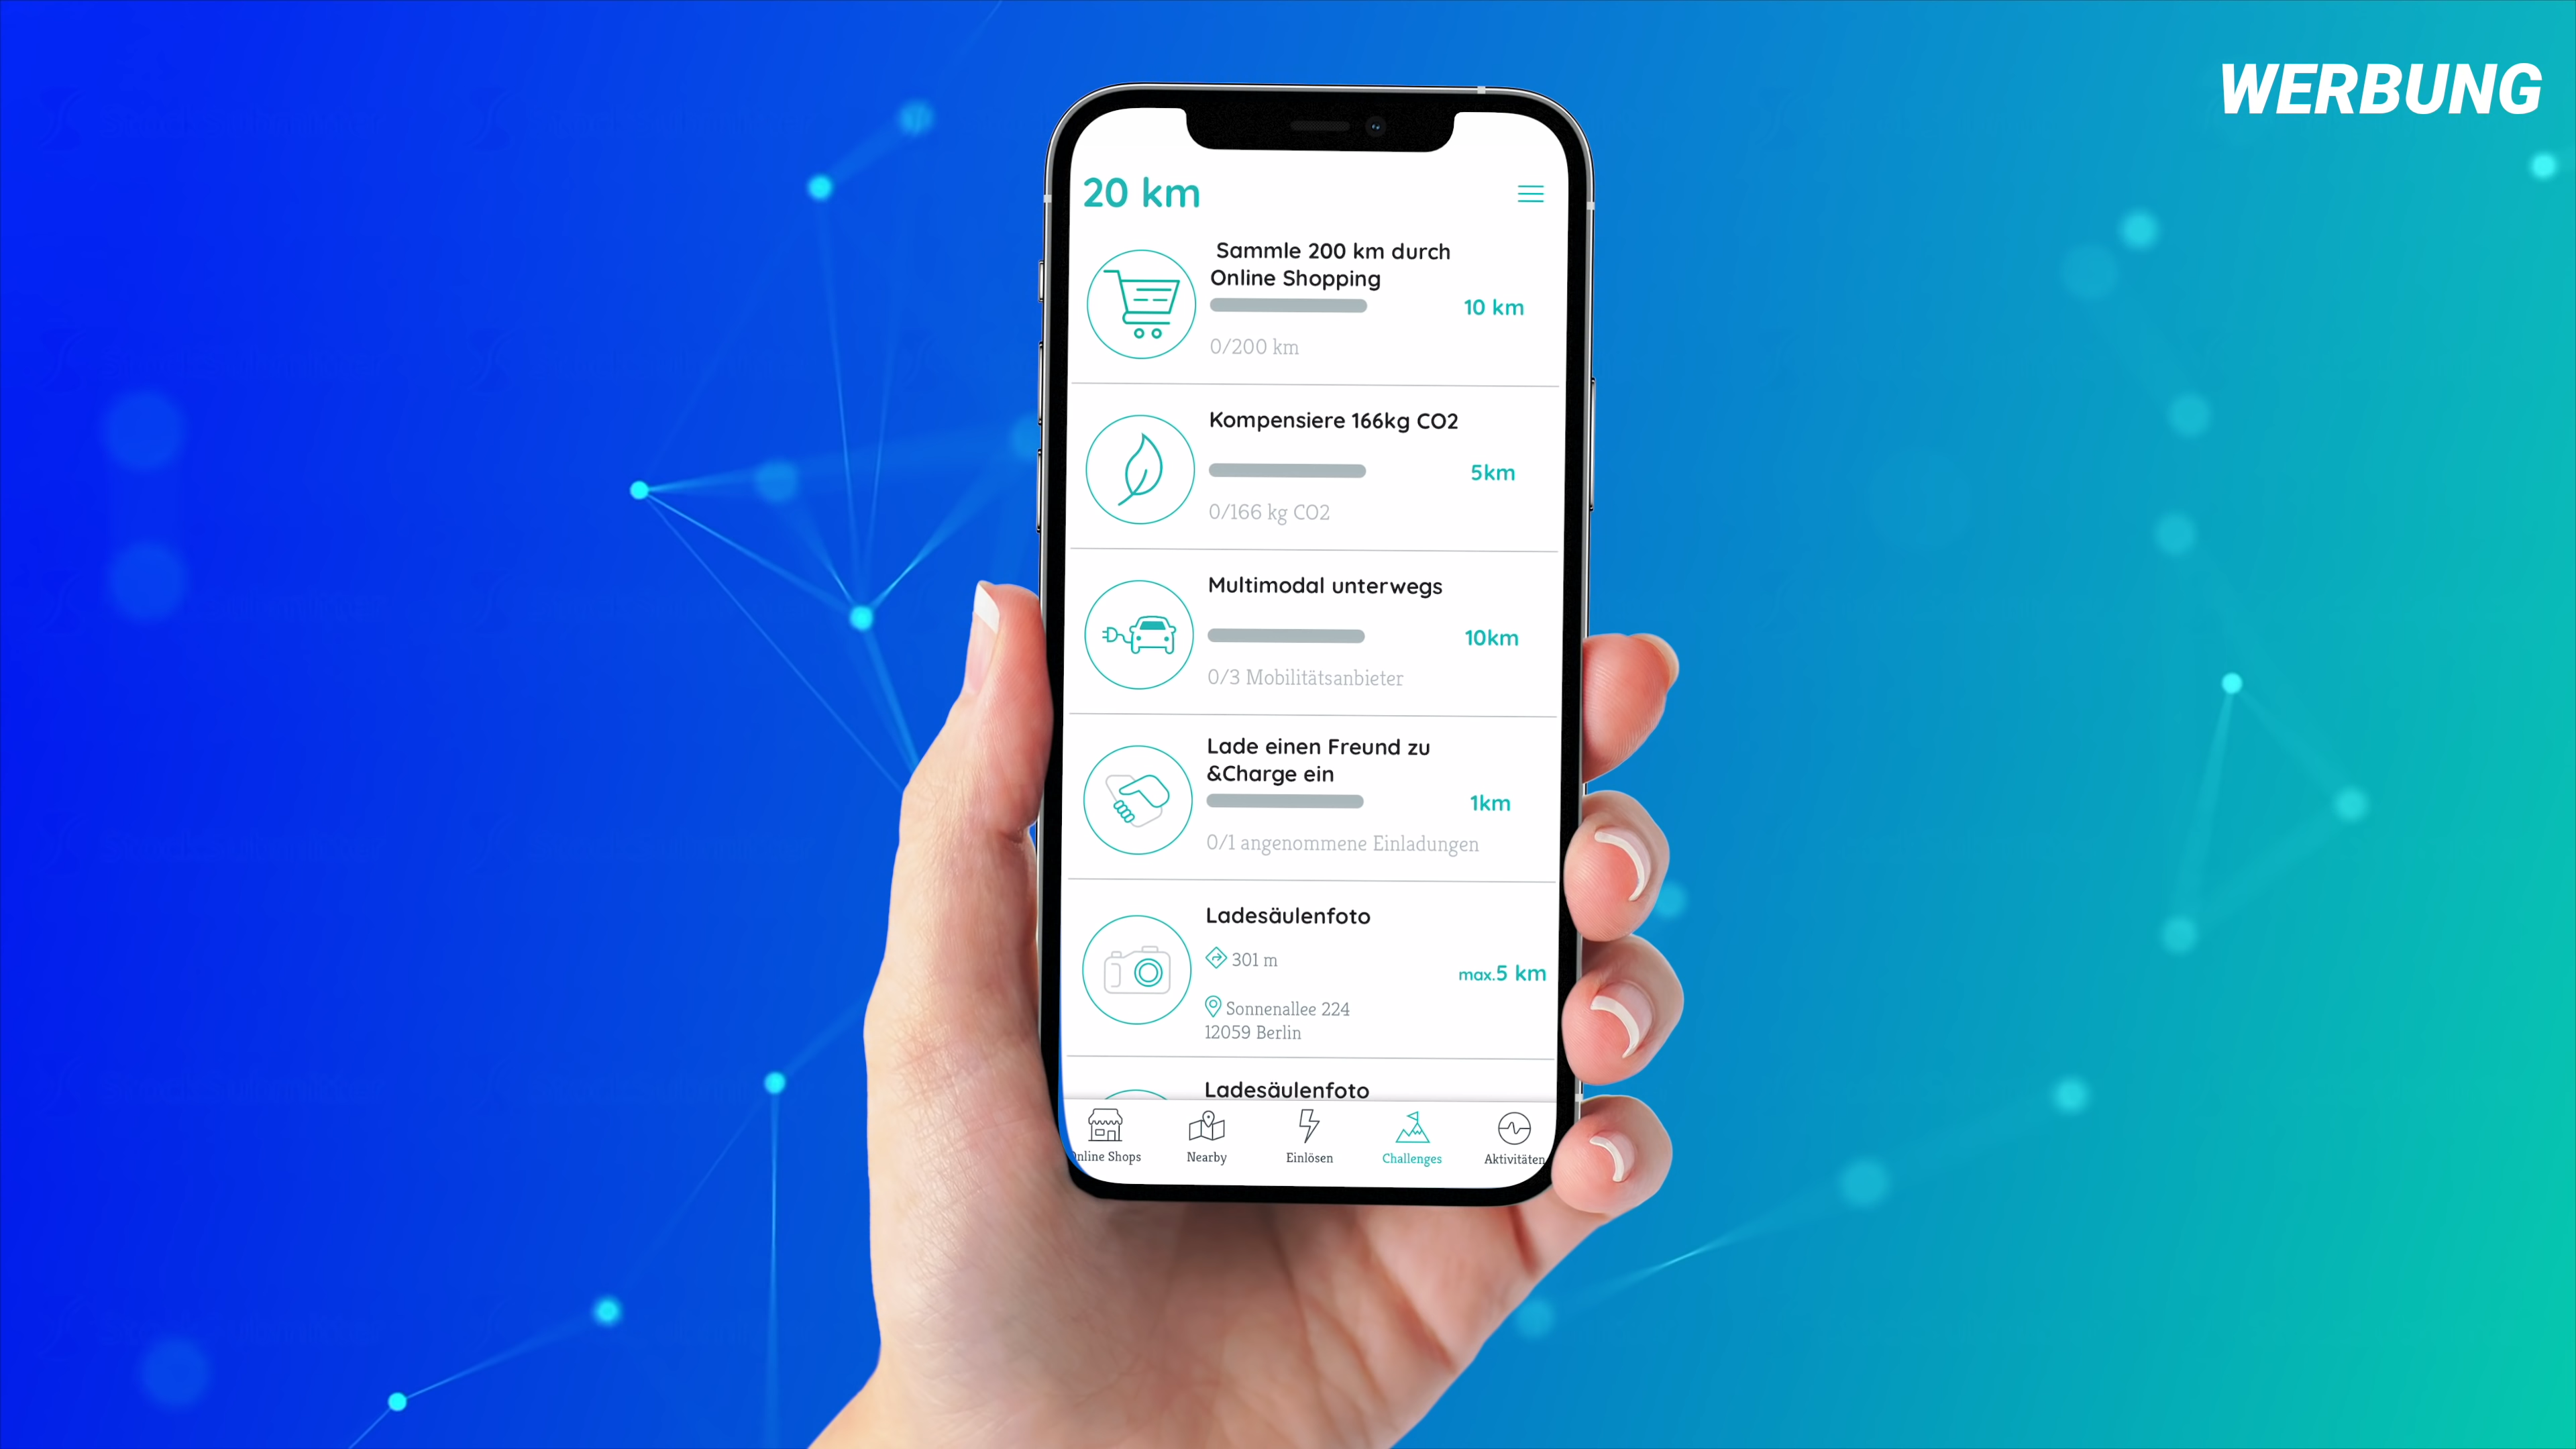 WERBUNG
20 km
Sammle 200 km durch
Online Shopping
10 km
0/200 km
Kompensiere 166kg CO2
5km
0/166 kg CO2
Multimodal unterwegs
10km
0/3 Mobilitätsanbieter
Lade einen Freund zu
&Charge ein
1km
0/1 angenommene Einladungen
Ladesäulenfoto
301 m
max.5 km
Sonnenallee 224
12059 Berlin
Ladesäulenfoto
Online Shops
Nearby
Einlösen
Challenges
Aktivitäten